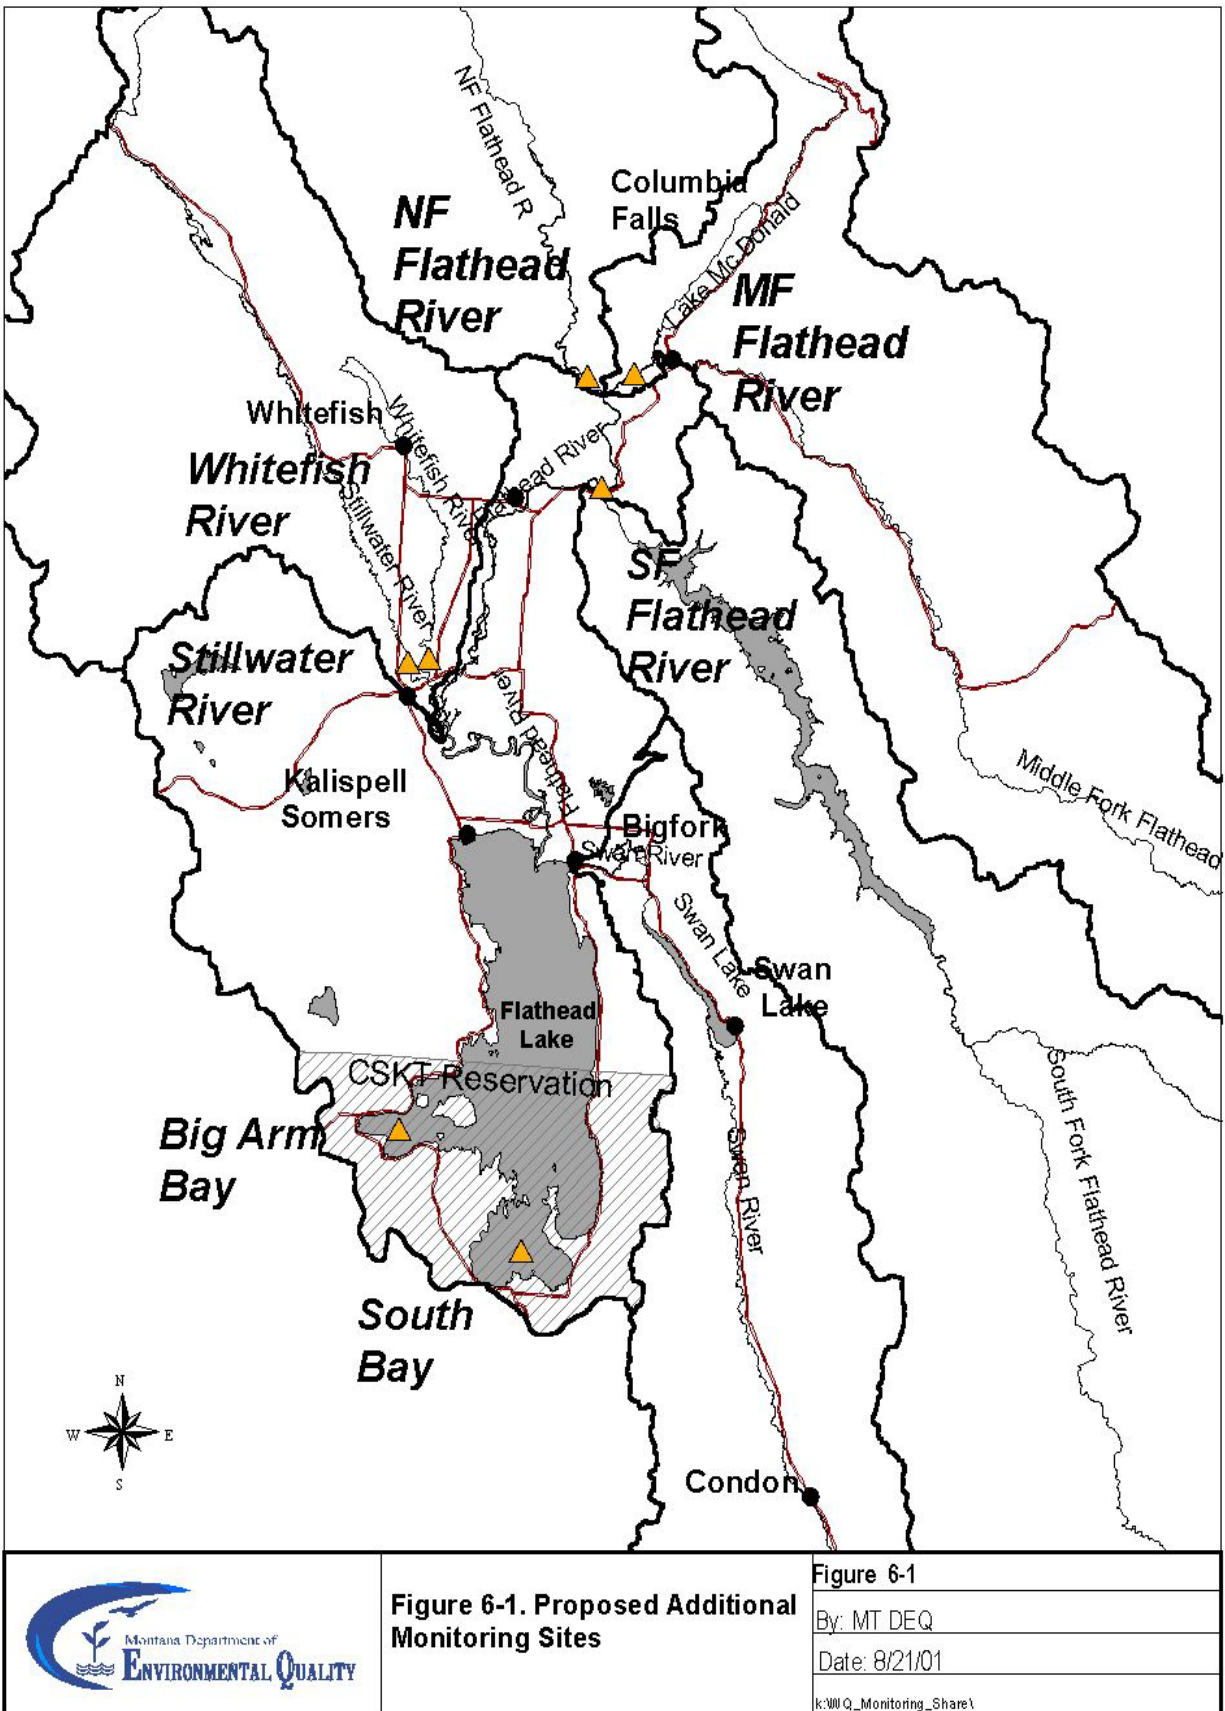 NF Flathead R
Columbia
Falls
NF
Flathead
River
Lake Mc Donald
MF
Flathead
River
Whitefish
Whitefish River
Flathead River
Whitefish
River
Stillwater River
SF
Flathead
River
Stillwater
River
Flathead River
Kalispell
Somers
Middle Fork Flathead
Bigfork
Swan River
Swan Lake
Swan
Lake
Flathead
Lake
CSKT Reservation
South Fork Flathead River
Big Arm
Bay
Swan River
South
Bay
N
W
E
S
Condon
Montana Department of
ENVIRONMENTAL QUALITY
Figure 6-1. Proposed Additional
Monitoring Sites
Figure 6-1
By: MT DEQ
Date: 8/21/01
k:\WQ_Monitoring_Share\